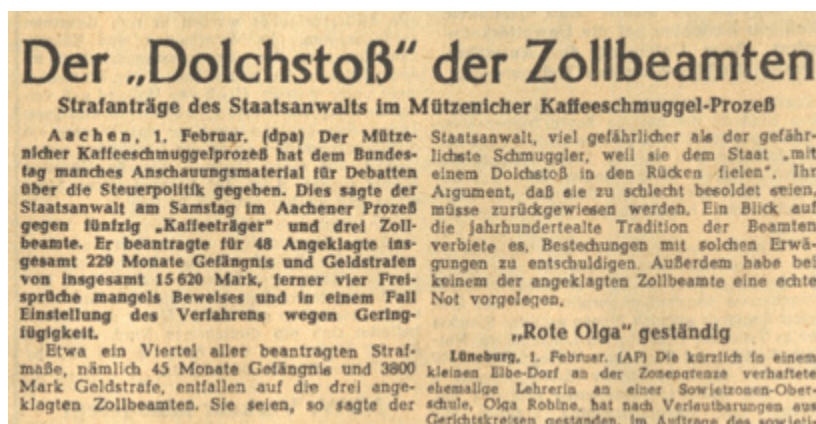 Der „Dolchstoß“ der Zollbeamten
Strafanträge des Staatsanwalts im Mützenicher Kaffeeschmuggel-Prozeß
Aachen, 1. Februar. (dpa) Der Mütze-
nicher Kaffeeschmuggelprozeß hat dem Bundes-
tag manches Anschauungsmaterial für Debatten
über die Steuerpolitik gegeben. Dies sagte der
Staatsanwalt am Samstag im Aachener Prozeß
gegen fünfzig „Kaffeeträger“ und drei Zoll-
beamte. Er beantragte für 48 Angeklagte ins-
gesamt 229 Monate Gefängnis und Geldstrafen
von insgesamt 15 620 Mark, ferner vier Frei-
sprüche mangels Beweises und in einem Fall
Einstellung des Verfahrens wegen Gering-
fügigkeit.
Etwa ein Viertel aller beantragten Straf-
maße, nämlich 45 Monate Gefängnis und 3800
Mark Geldstrafe, entfallen auf die drei ange-
klagten Zollbeamten. Sie seien, so sagte der
Staatsanwalt, viel gefährlicher als der gefähr-
lichste Schmuggler, weil sie dem Staat „mit
einem Dolchstoß in den Rücken fielen“. Ihr
Argument, daß sie zu schlecht besoldet seien,
müsse zurückgewiesen werden. Ein Blick auf
die jahrhundertealte Tradition der Beamten
verbiete es, Bestechungen mit solchen Erwä-
gungen zu entschuldigen. Außerdem habe bei
keinem der angeklagten Zollbeamte eine echte
Not vorgelegen.
„Rote Olga“ geständig
Lüneburg, 1. Februar. (AP) Die kürzlich in einem
kleinen Elbe-Dorf an der Zonengrenze verhaftete
ehemalige Lehrerin an einer Sowjetzonen-Ober-
schule, Olga Robine, hat nach Verlautbarungen aus
Gerichtskreisen gestanden, im Auftrage des sowjeti-